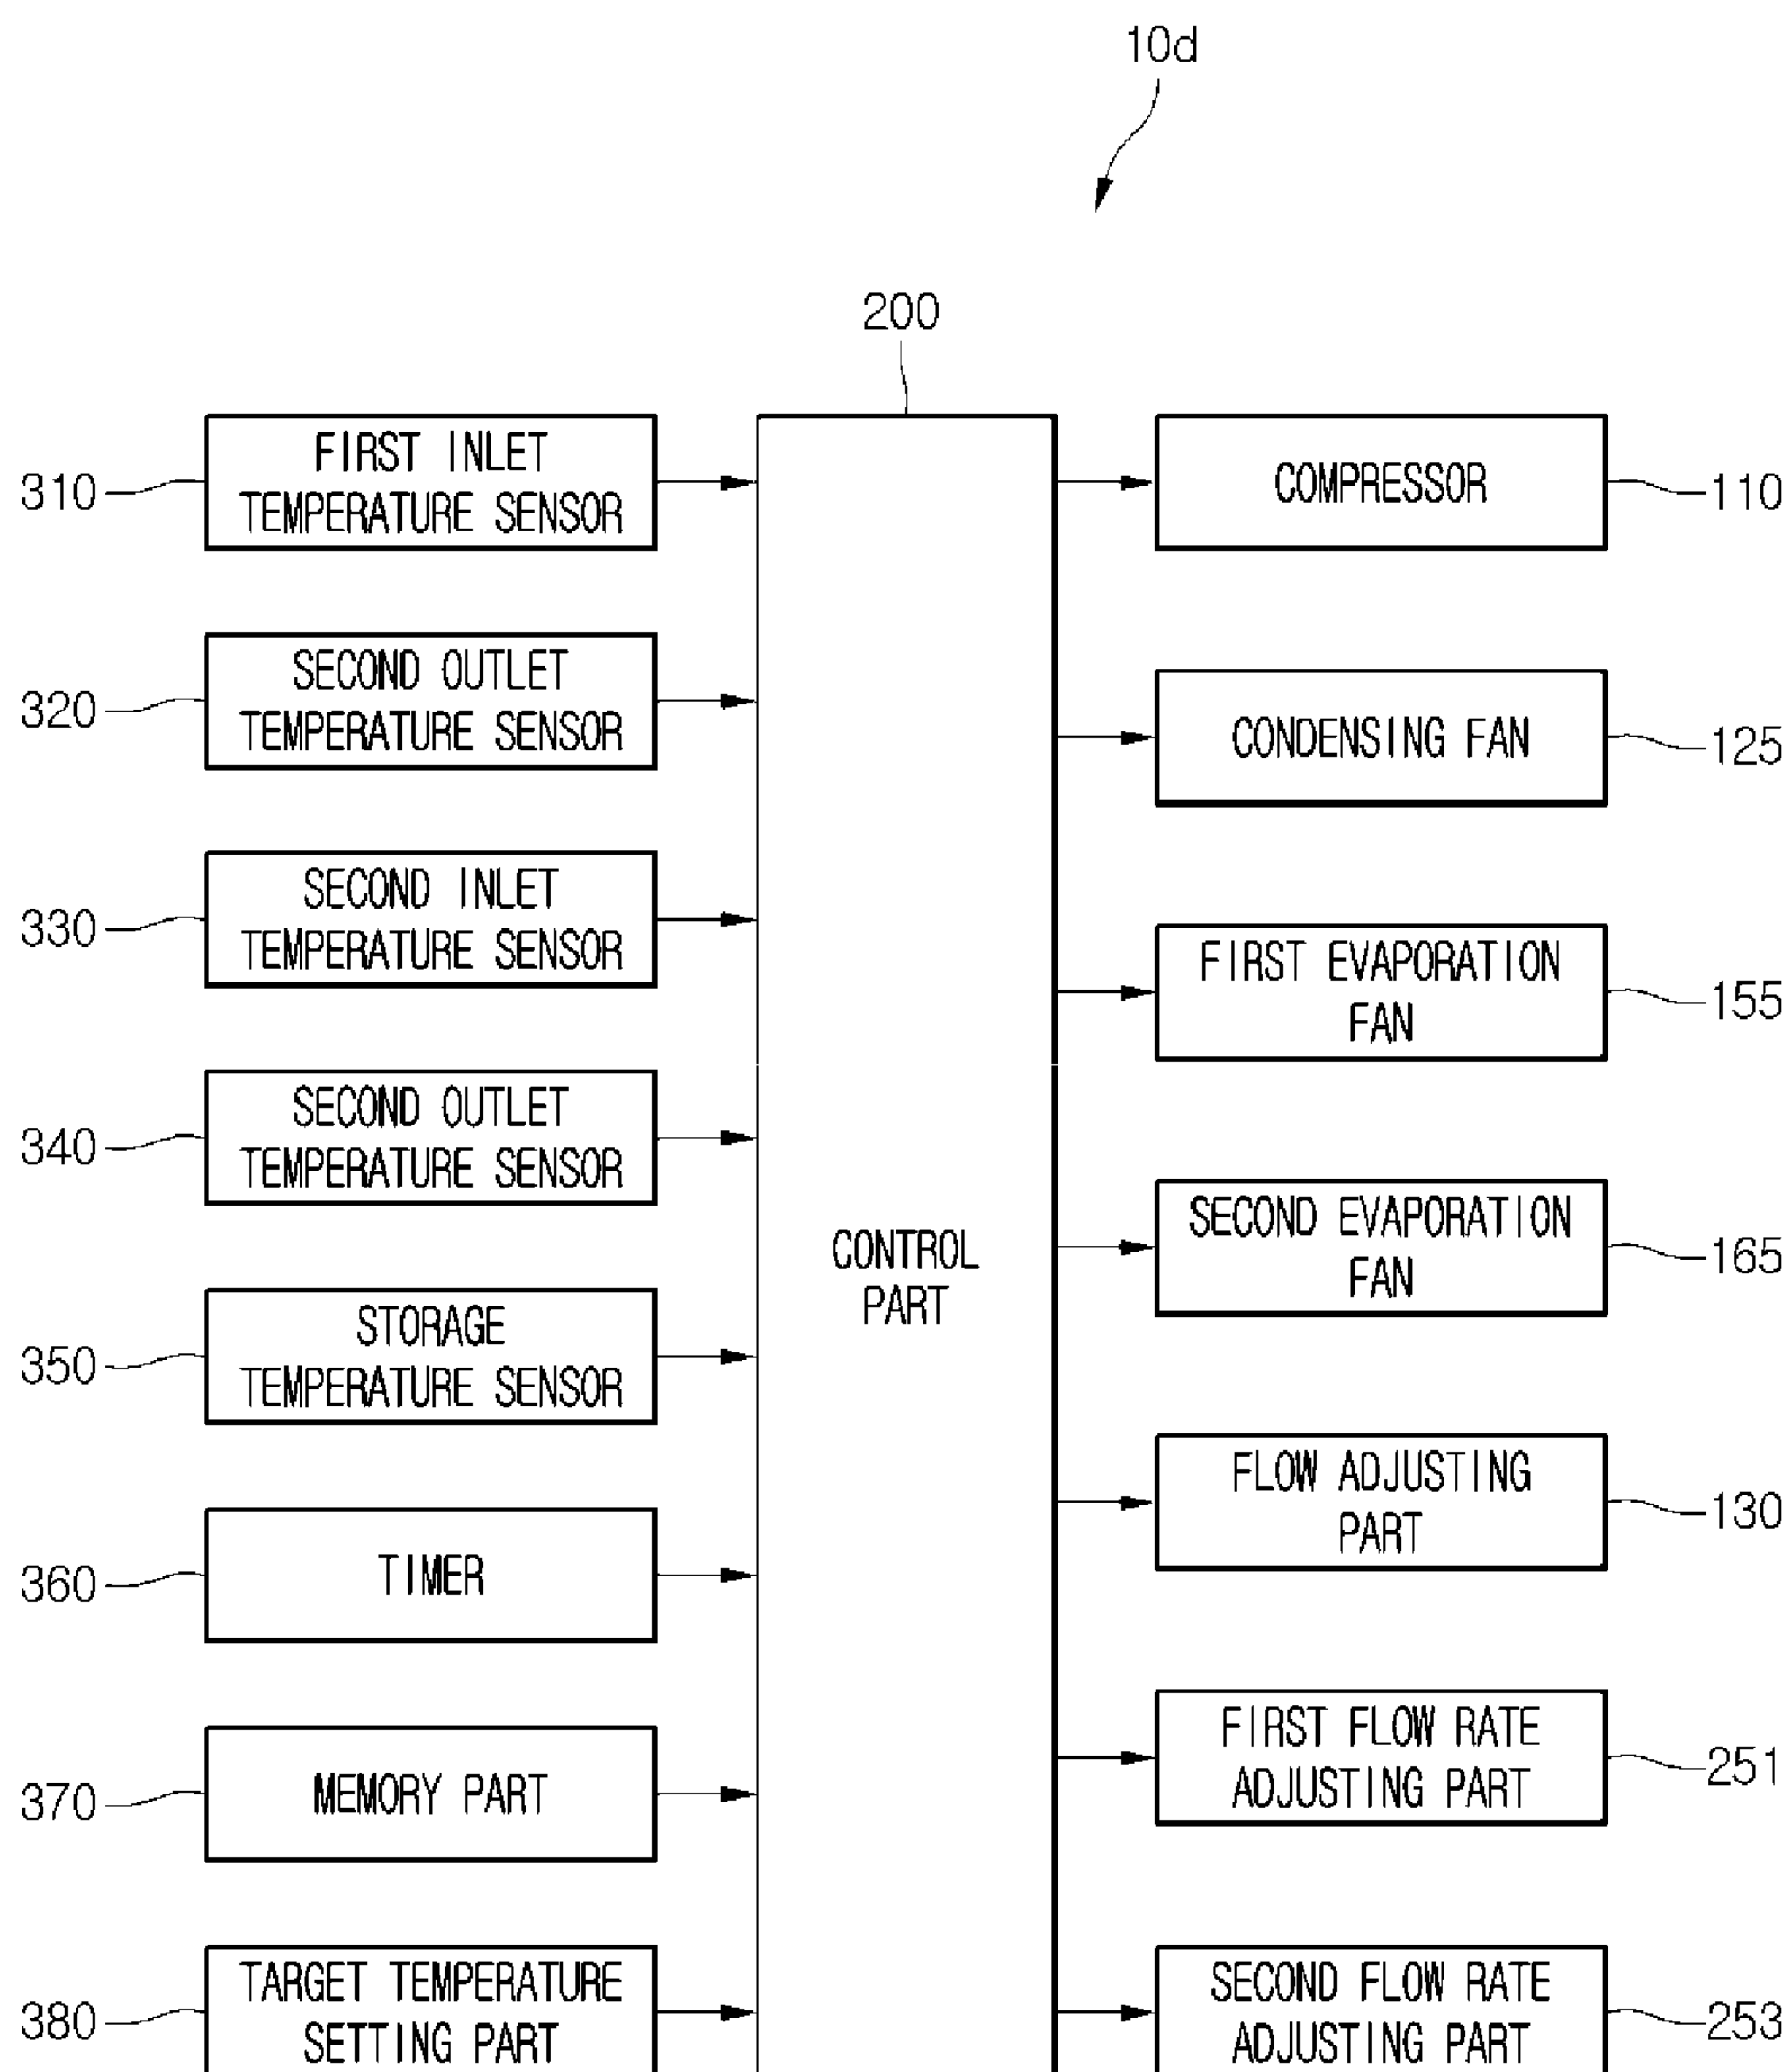 10d
200
310
FIRST INLET
TEMPERATURE SENSOR
320
SECOND OUTLET
TEMPERATURE SENSOR
330
SECOND INLET
TEMPERATURE SENSOR
340
SECOND OUTLET
TEMPERATURE SENSOR
350
STORAGE
TEMPERATURE SENSOR
360
TIMER
370
MEMORY PART
380
TARGET TEMPERATURE
SETTING PART
CONTROL
PART
COMPRESSOR
110
CONDENSING FAN
125
FIRST EVAPORATION
FAN
155
SECOND EVAPORATION
FAN
165
FLOW ADJUSTING
PART
130
FIRST FLOW RATE
ADJUSTING PART
251
SECOND FLOW RATE
ADJUSTING PART
253